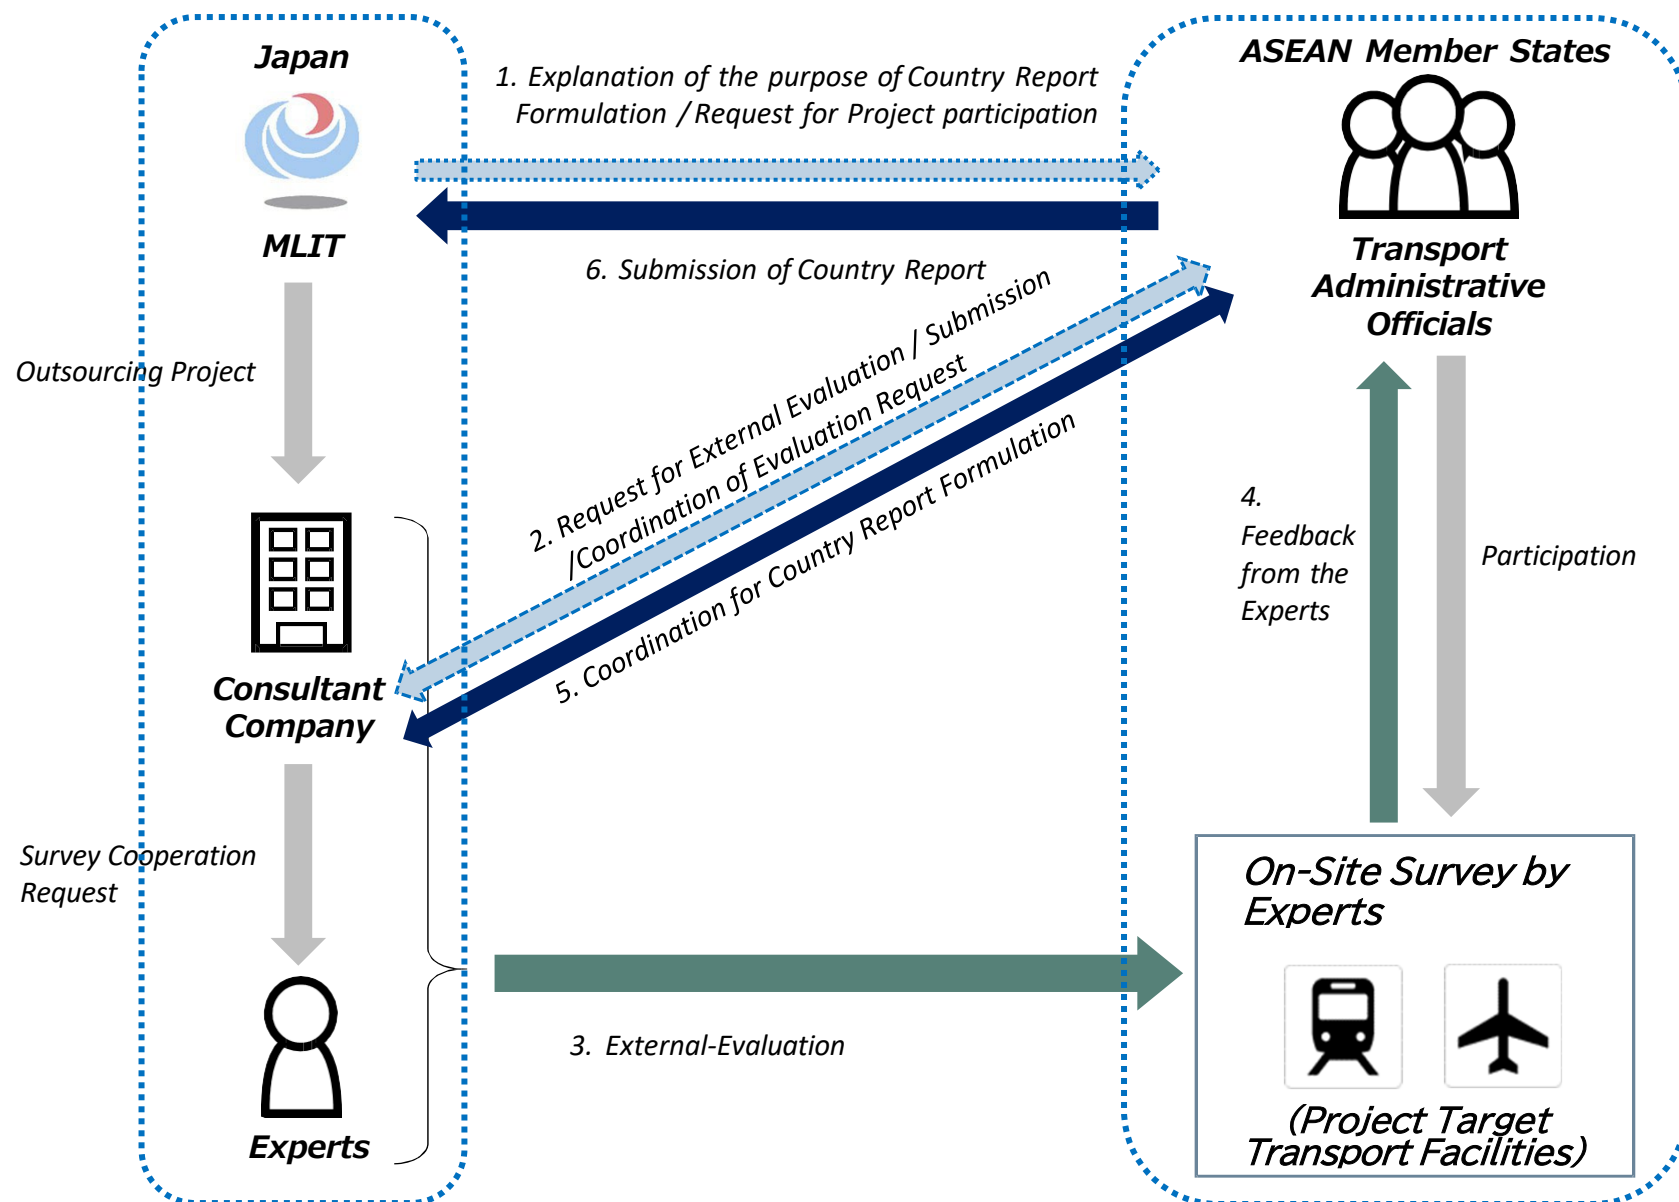 Japan
MLIT
Outsourcing Project
Consultant
Company
Survey Cooperation
Request
Experts
1. Explanation of the purpose of Country Report
Formulation / Request for Project participation
6. Submission of Country Report
2. Request for External Evaluation / Submission
/Coordination of Evaluation Request
5. Coordination for Country Report Formulation
3. External-Evaluation
ASEAN Member States
Transport
Administrative
Officials
4.
Feedback
from the
Experts
Participation
On-Site Survey by
Experts
(Project Target
Transport Facilities)